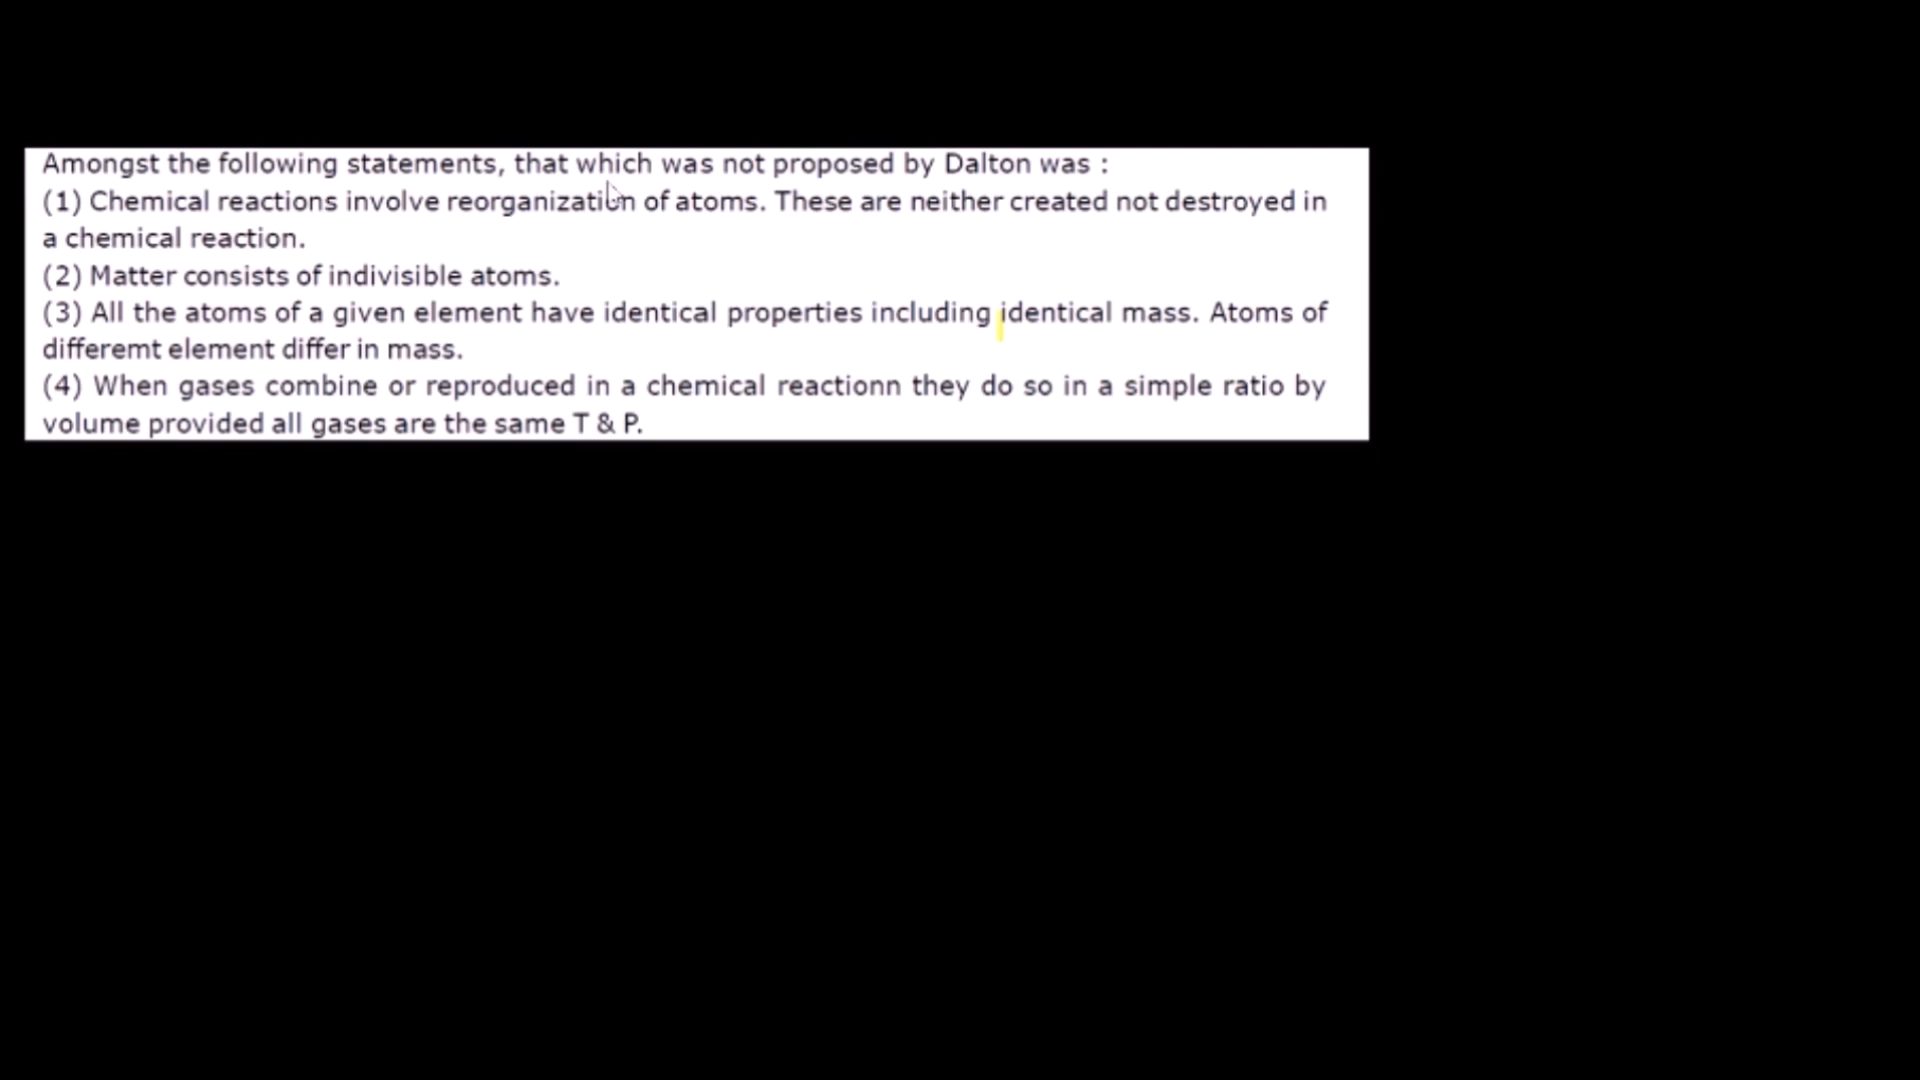 Amongst the following statements, that which was not proposed by Dalton was :
(1) Chemical reactions involve reorganization of atoms. These are neither created not destroyed in
a chemical reaction.
(2) Matter consists of indivisible atoms.
(3) All the atoms of a given element have identical properties including identical mass. Atoms of
differemt element differ in mass.
(4) When gases combine or reproduced in a chemical reactionn they do so in a simple ratio by
volume provided all gases are the same T & P.